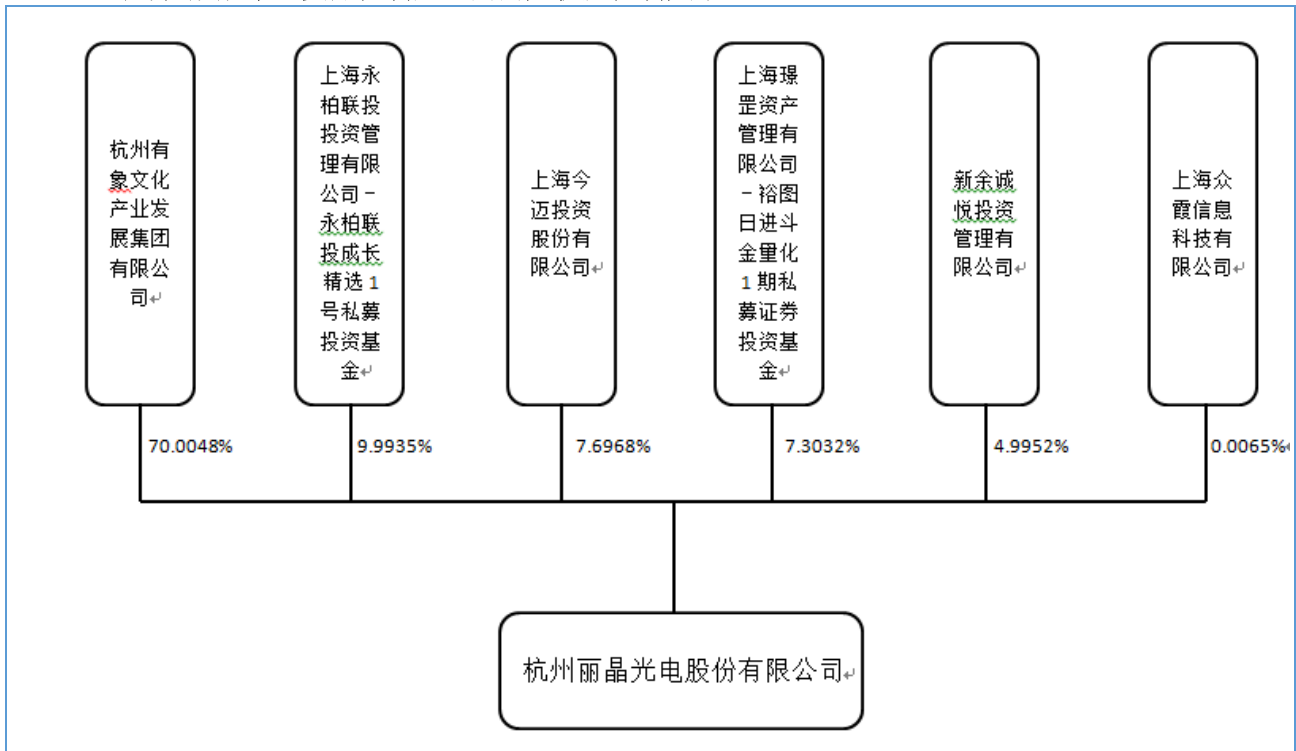 杭州有
象文化
产业发
展集团
有限公
司
上海永
柏联投
投资管
理有限
公司－
永柏联
投成长
精选 1
号私募
投资基
金
上海今
迈投资
股份有
限公司
上海璟
罡资产
管理有
限公司
－裕图
日进斗
金量化
1 期私
募证券
投资基
金
新余诚
悦投资
管理有
限公司
上海众
霞信息
科技有
限公司
70.0048%
9.9935%
7.6968%
7.3032%
4.9952%
0.0065%
杭州丽晶光电股份有限公司